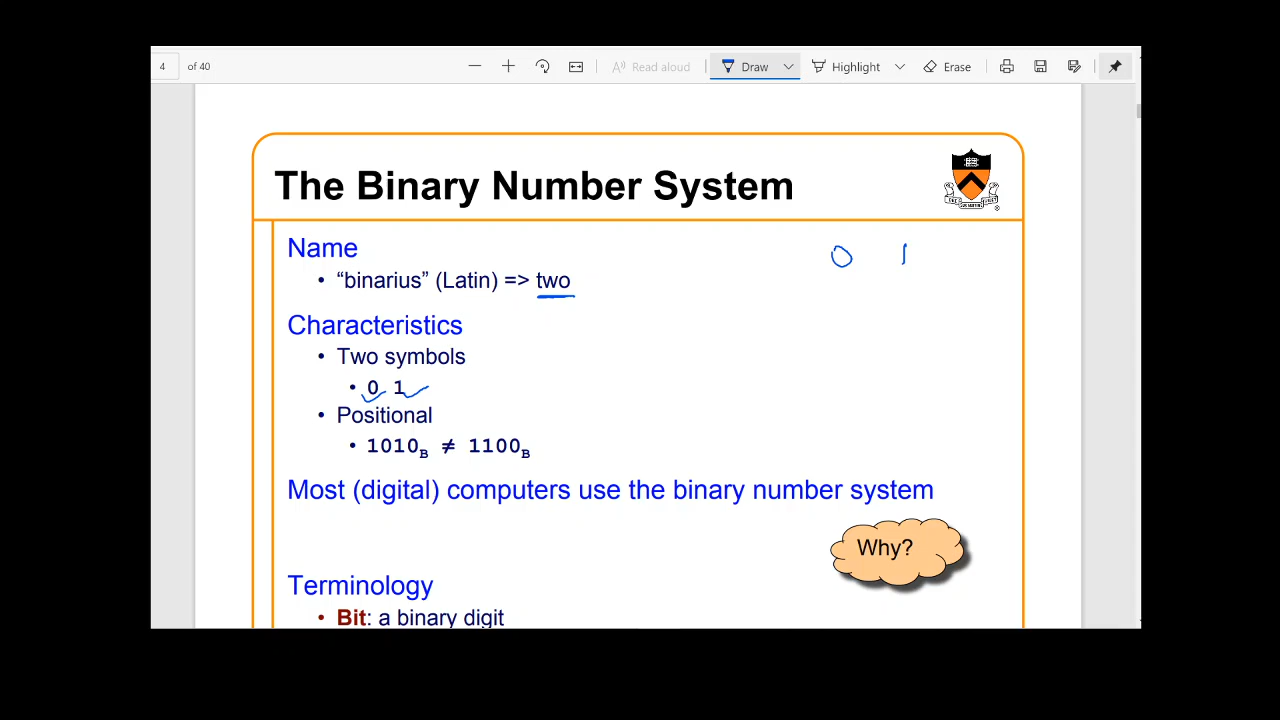 4 of 40 Read aloud Draw Highlight Erase
The Binary Number System
Name
0 1
• “binarius” (Latin) => two
Characteristics
• Two symbols
• 0 1
• Positional
• 1010B ≠ 1100B
Most (digital) computers use the binary number system
Why?
Terminology
• Bit: a binary digit